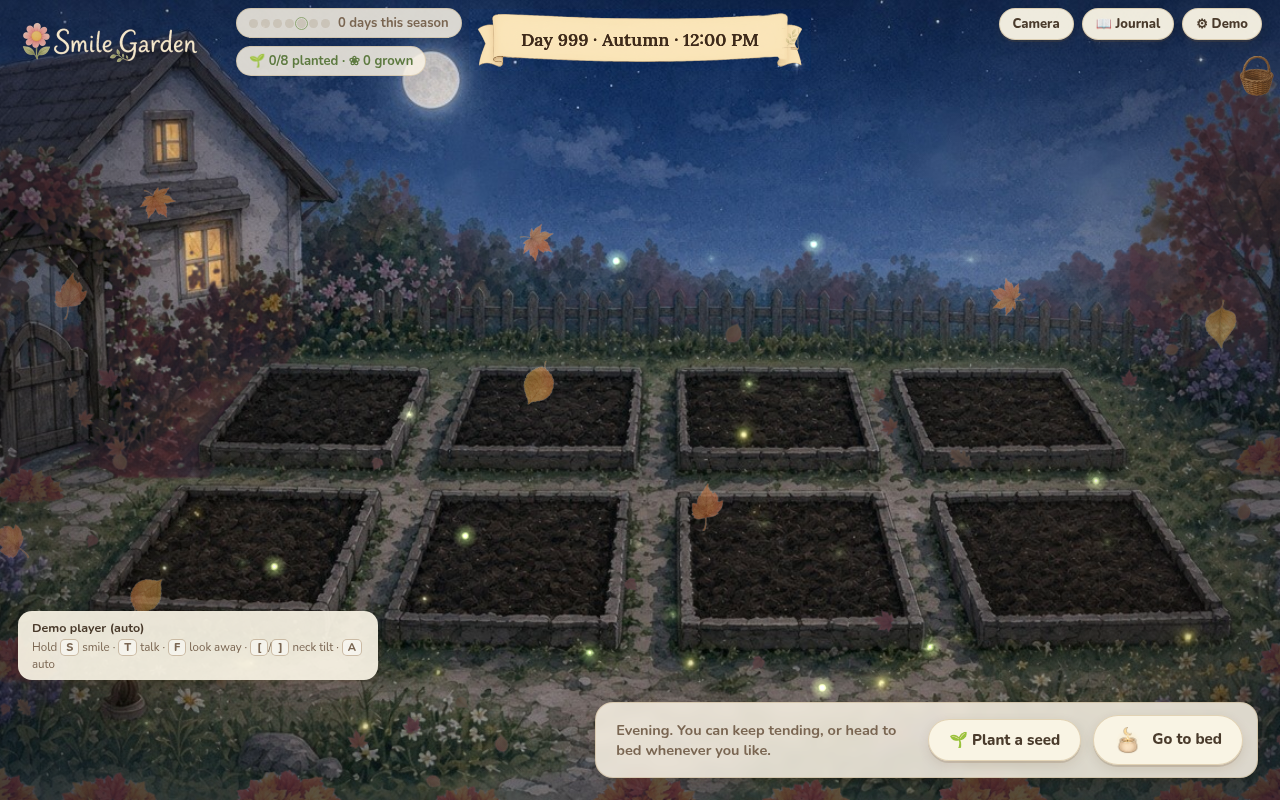 Smile Garden
0 days this season
🌱 0/8 planted · ❀ 0 grown
Day 999 · Autumn · 12:00 PM
Camera
📖 Journal
⚙ Demo
Demo player (auto)
Hold S smile · T talk · F look away · [ / ] neck tilt · A
auto
Evening. You can keep tending, or head to
bed whenever you like.
🌱 Plant a seed
Go to bed